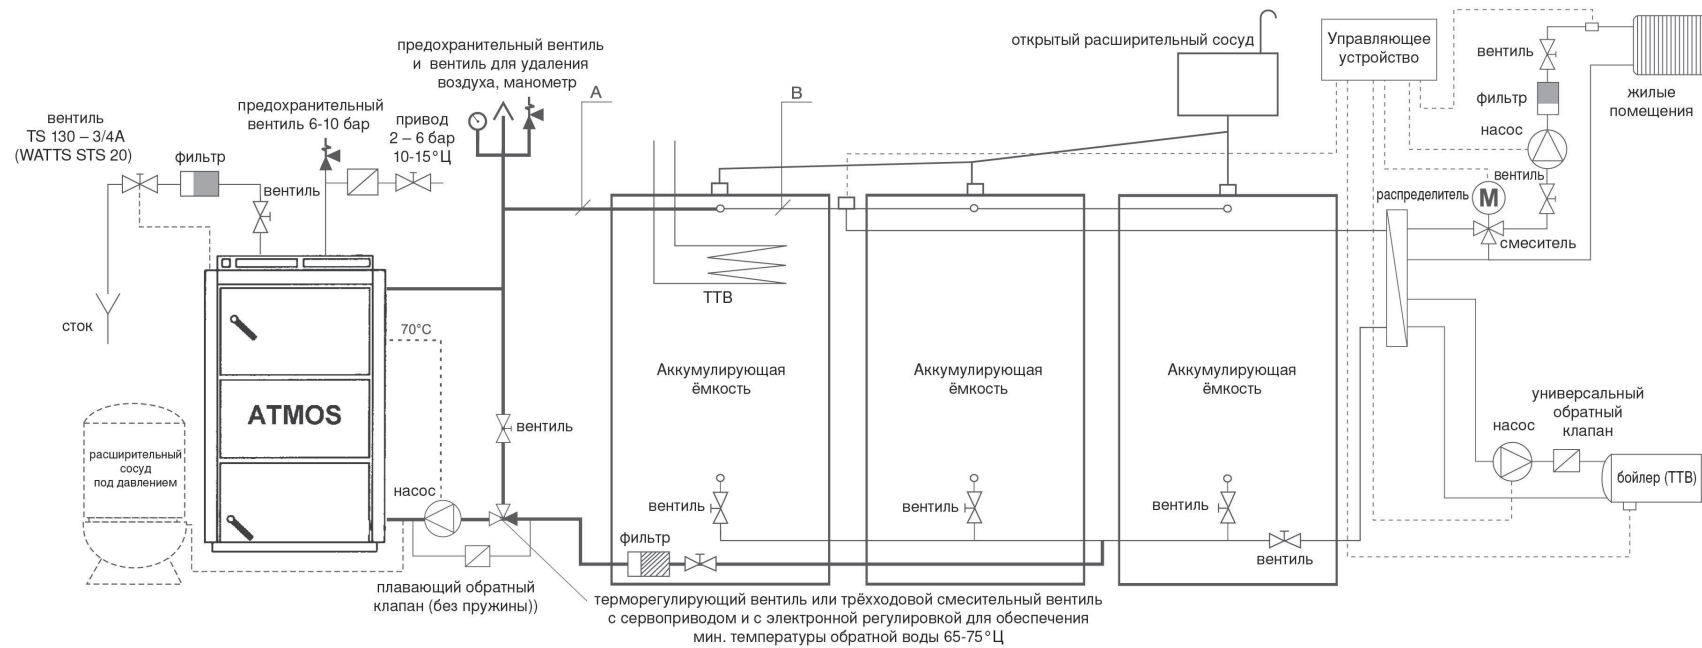 предохранительный вентиль
и вентиль для удаления
воздуха, манометр
открытый расширительный сосуд
Управляющее
устройство
вентиль
фильтр
насос
жилые
помещения
A
B
вентиль
TS 130 – 3/4A
(WATTS STS 20)
фильтр
предохранительный
вентиль 6-10 бар
привод
2 – 6 бар
10-15°Ц
вентиль
вентиль
распределитель
M
смеситель
сток
ТТВ
70°C
Аккумулирующая
ёмкость
Аккумулирующая
ёмкость
Аккумулирующая
ёмкость
ATMOS
вентиль
универсальный
обратный
клапан
насос
бойлер (ТТВ)
расширительный
сосуд
под давлением
насос
вентиль
вентиль
вентиль
фильтр
вентиль
плавающий обратный
клапан (без пружины))
терморегулирующий вентиль или трёхходовой смесительный вентиль
с сервоприводом и с электронной регулировкой для обеспечения
мин. температуры обратной воды 65-75°Ц